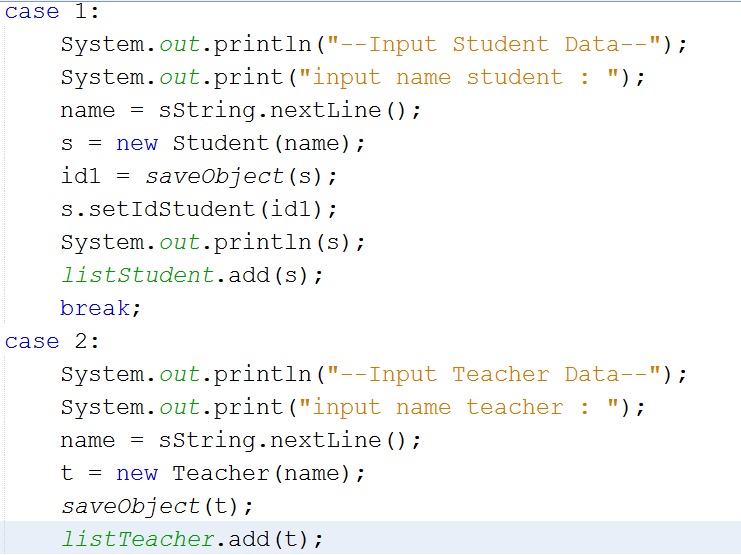 case 1:
System.out.println("--Input Student Data--");
System.out.print("input name student : ");
name = sString.nextLine();
s = new Student(name);
id1 = saveObject(s);
s.setIdStudent(id1);
System.out.println(s);
listStudent.add(s);
break;
case 2:
System.out.println("--Input Teacher Data--");
System.out.print("input name teacher : ");
name = sString.nextLine();
t = new Teacher(name);
saveObject(t);
listTeacher.add(t);